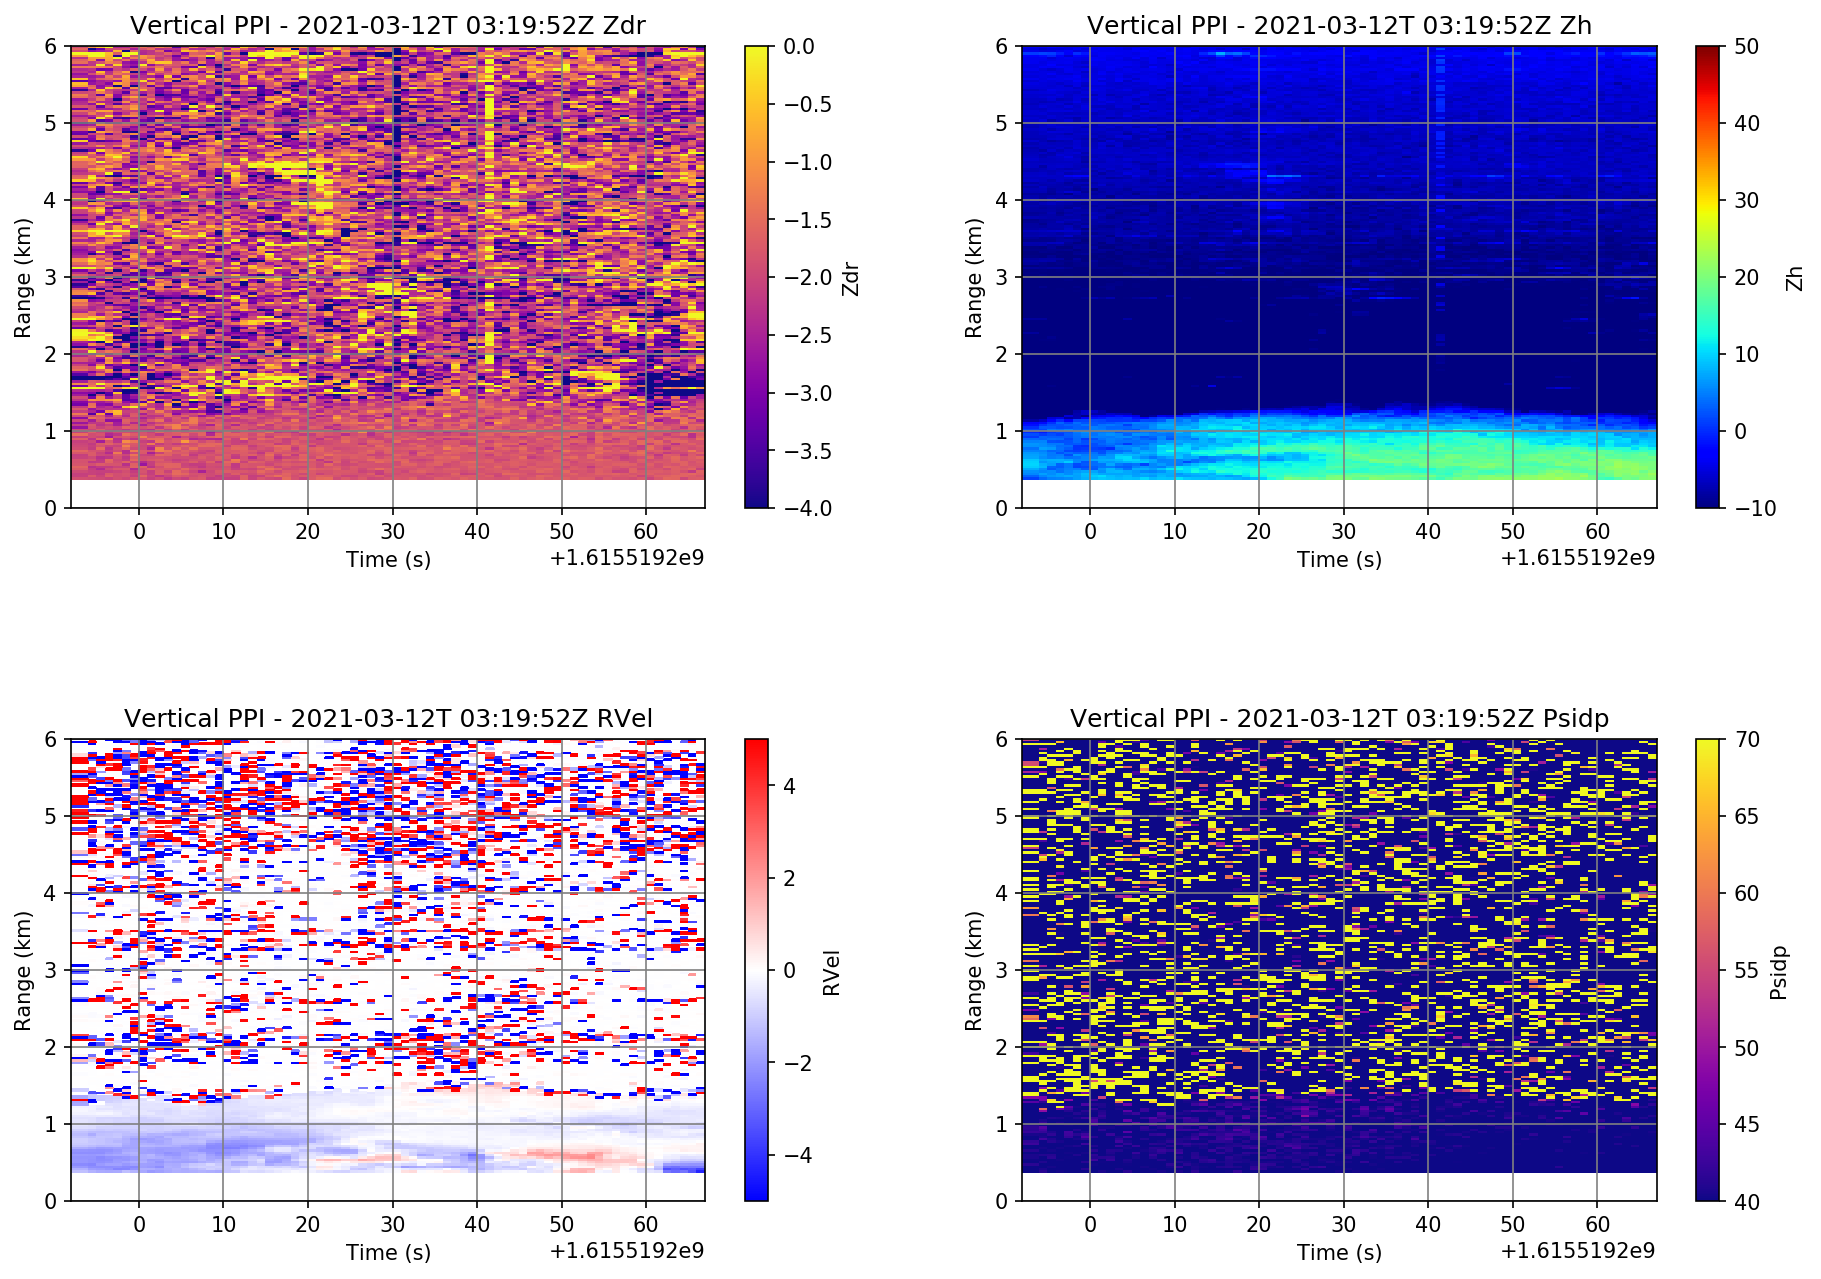 Vertical PPI - 2021-03-12T 03:19:52Z Zdr
6
5
4
3
2
1
0
Range (km)
0 10 20 30 40 50 60
Time (s)
+1.6155192e9
0.0
−0.5
−1.0
−1.5
−2.0
−2.5
−3.0
−3.5
−4.0
Zdr
Vertical PPI - 2021-03-12T 03:19:52Z Zh
6
5
4
3
2
1
0
Range (km)
0 10 20 30 40 50 60
Time (s)
+1.6155192e9
50
40
30
20
10
0
−10
Zh
Vertical PPI - 2021-03-12T 03:19:52Z RVel
6
5
4
3
2
1
0
Range (km)
0 10 20 30 40 50 60
Time (s)
+1.6155192e9
4
2
0
−2
−4
RVel
Vertical PPI - 2021-03-12T 03:19:52Z Psidp
6
5
4
3
2
1
0
Range (km)
0 10 20 30 40 50 60
Time (s)
+1.6155192e9
70
65
60
55
50
45
40
Psidp